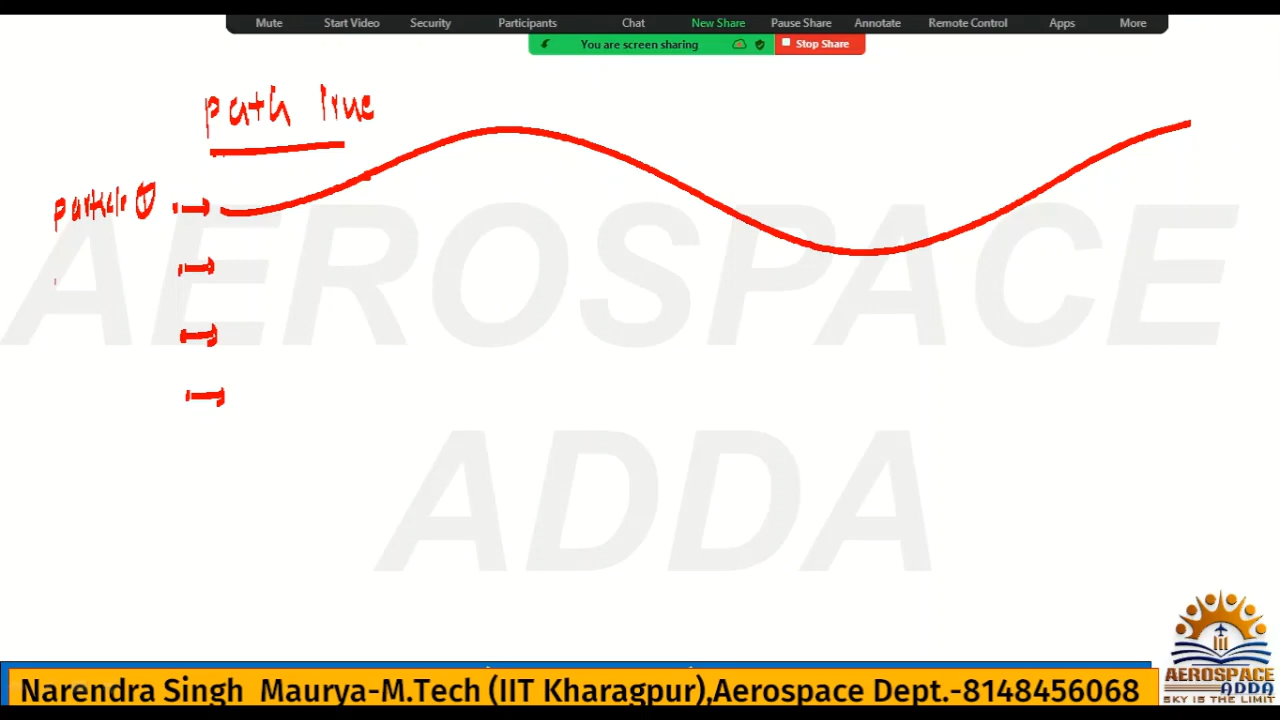 Mute Start Video Security Participants Chat New Share Pause Share Annotate Remote Control Apps More
You are screen sharing Stop Share
path line
AEROSPACE
ADDA
Narendra Singh Maurya-M.Tech (IIT Kharagpur),Aerospace Dept.-8148456068
AEROSPACE
ADDA
SKY IS THE LIMIT